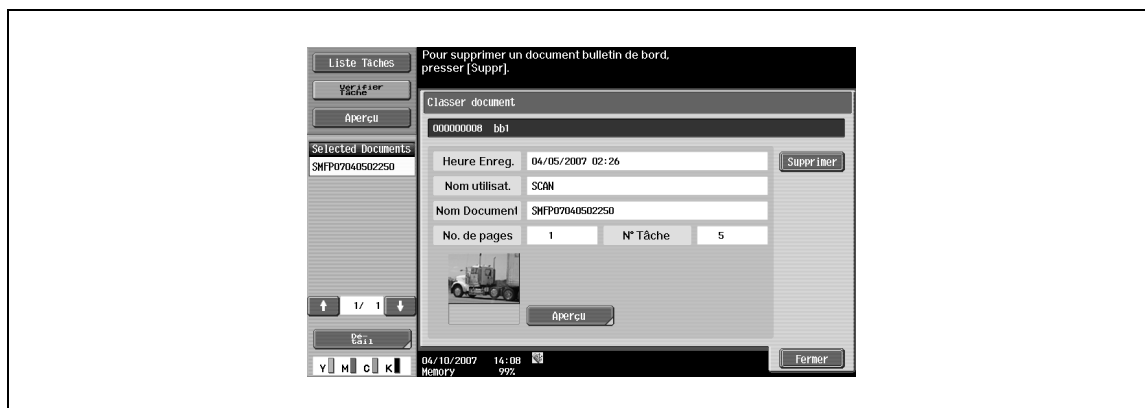 Liste Tâches
Pour supprimer un document bulletin de bord,
presser [Suppr].
Vérifier
Tâche
Aperçu
Classer document
000000008 bb1
Selected Documents
SMFP07040502250
Heure Enreg. 04/05/2007 02:26 Supprimer
Nom utilisat. SCAN
Nom Document SMFP07040502250
No. de pages 1 N° Tâche 5
Aperçu
1/ 1
Dé-
tail
Y M C K
04/10/2007 14:08
Memory 99%
Fermer